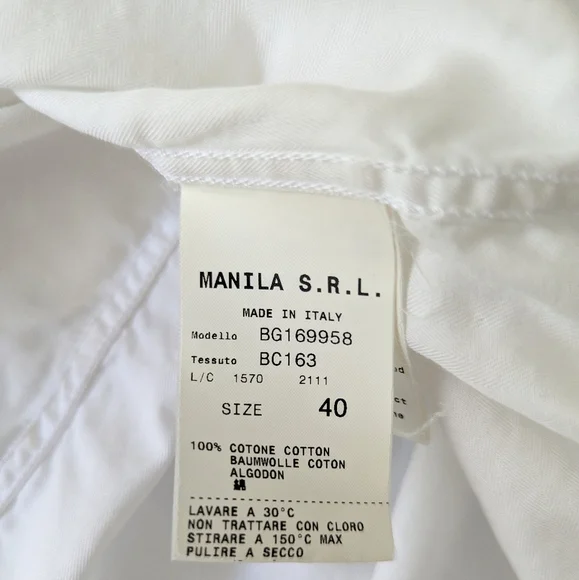 MANILA S.R.L.
MADE IN ITALY
Modello BG169958
Tessuto BC163
L/C 1570 2111
SIZE 40
100% COTONE COTTON
BAUMWOLLE COTON
ALGODON
LAVARE A 30°C
NON TRATTARE CON CLORO
STIRARE A 150°C MAX
PULIRE A SECCO